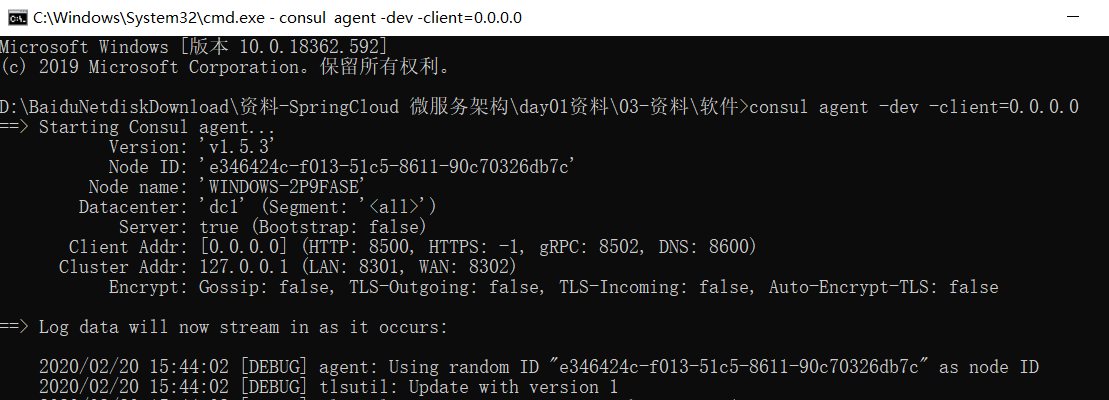 C:\Windows\System32\cmd.exe - consul agent -dev -client=0.0.0.0
Microsoft Windows [版本 10.0.18362.592]
(c) 2019 Microsoft Corporation。保留所有权利。
D:\BaiduNetdiskDownload\资料-SpringCloud 微服务架构\day01资料\03-资料\软件>consul agent -dev -client=0.0.0.0
==> Starting Consul agent...
Version: 'v1.5.3'
Node ID: 'e346424c-f013-51c5-8611-90c70326db7c'
Node name: 'WINDOWS-2P9FASE'
Datacenter: 'dc1' (Segment: '<all>')
Server: true (Bootstrap: false)
Client Addr: [0.0.0.0] (HTTP: 8500, HTTPS: -1, gRPC: 8502, DNS: 8600)
Cluster Addr: 127.0.0.1 (LAN: 8301, WAN: 8302)
Encrypt: Gossip: false, TLS-Outgoing: false, TLS-Incoming: false, Auto-Encrypt-TLS: false
==> Log data will now stream in as it occurs:
2020/02/20 15:44:02 [DEBUG] agent: Using random ID "e346424c-f013-51c5-8611-90c70326db7c" as node ID
2020/02/20 15:44:02 [DEBUG] tlsutil: Update with version 1